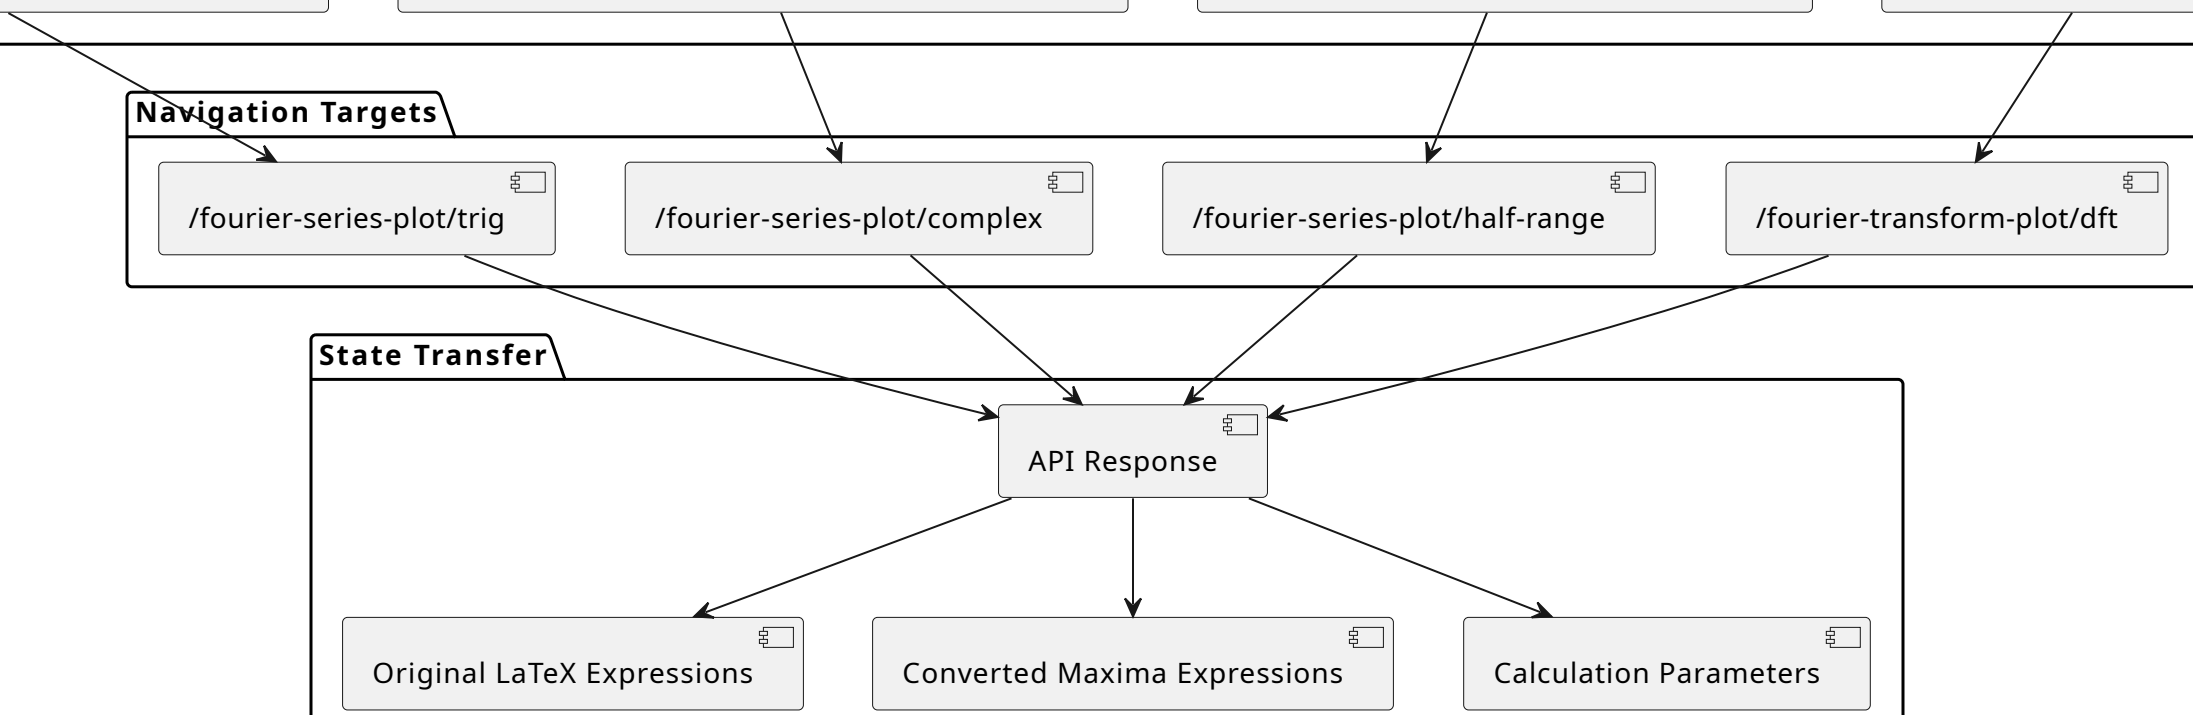 Navigation Targets
/fourier-series-plot/trig
/fourier-series-plot/complex
/fourier-series-plot/half-range
/fourier-transform-plot/dft
State Transfer
API Response
Original LaTeX Expressions
Converted Maxima Expressions
Calculation Parameters